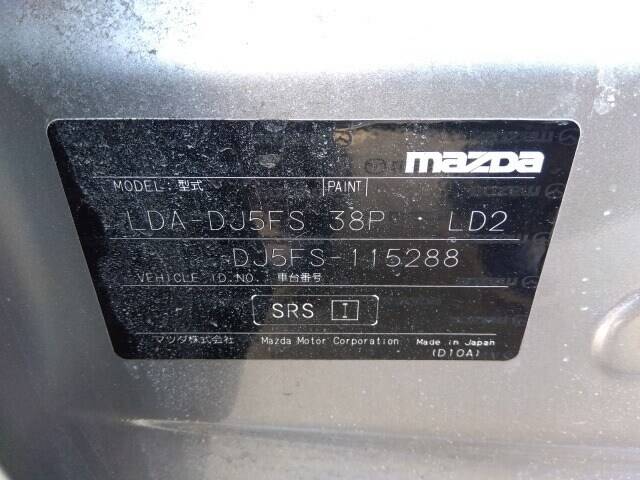 mazda
MODEL:型式 PAINT
LDA-DJ5FS 38P LD2
DJ5FS-115288
VEHICLE ID.NO.:車台番号
SRS I
マツダ株式会社 Mazda Motor Corporation Made in Japan
(D10A)